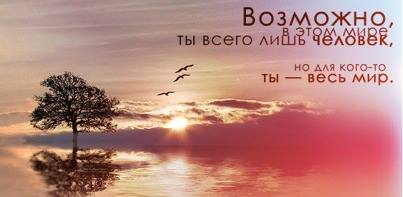 Возможно,
в этом мире
ты всего лишь человек,
но для кого-то
ты — весь мир.